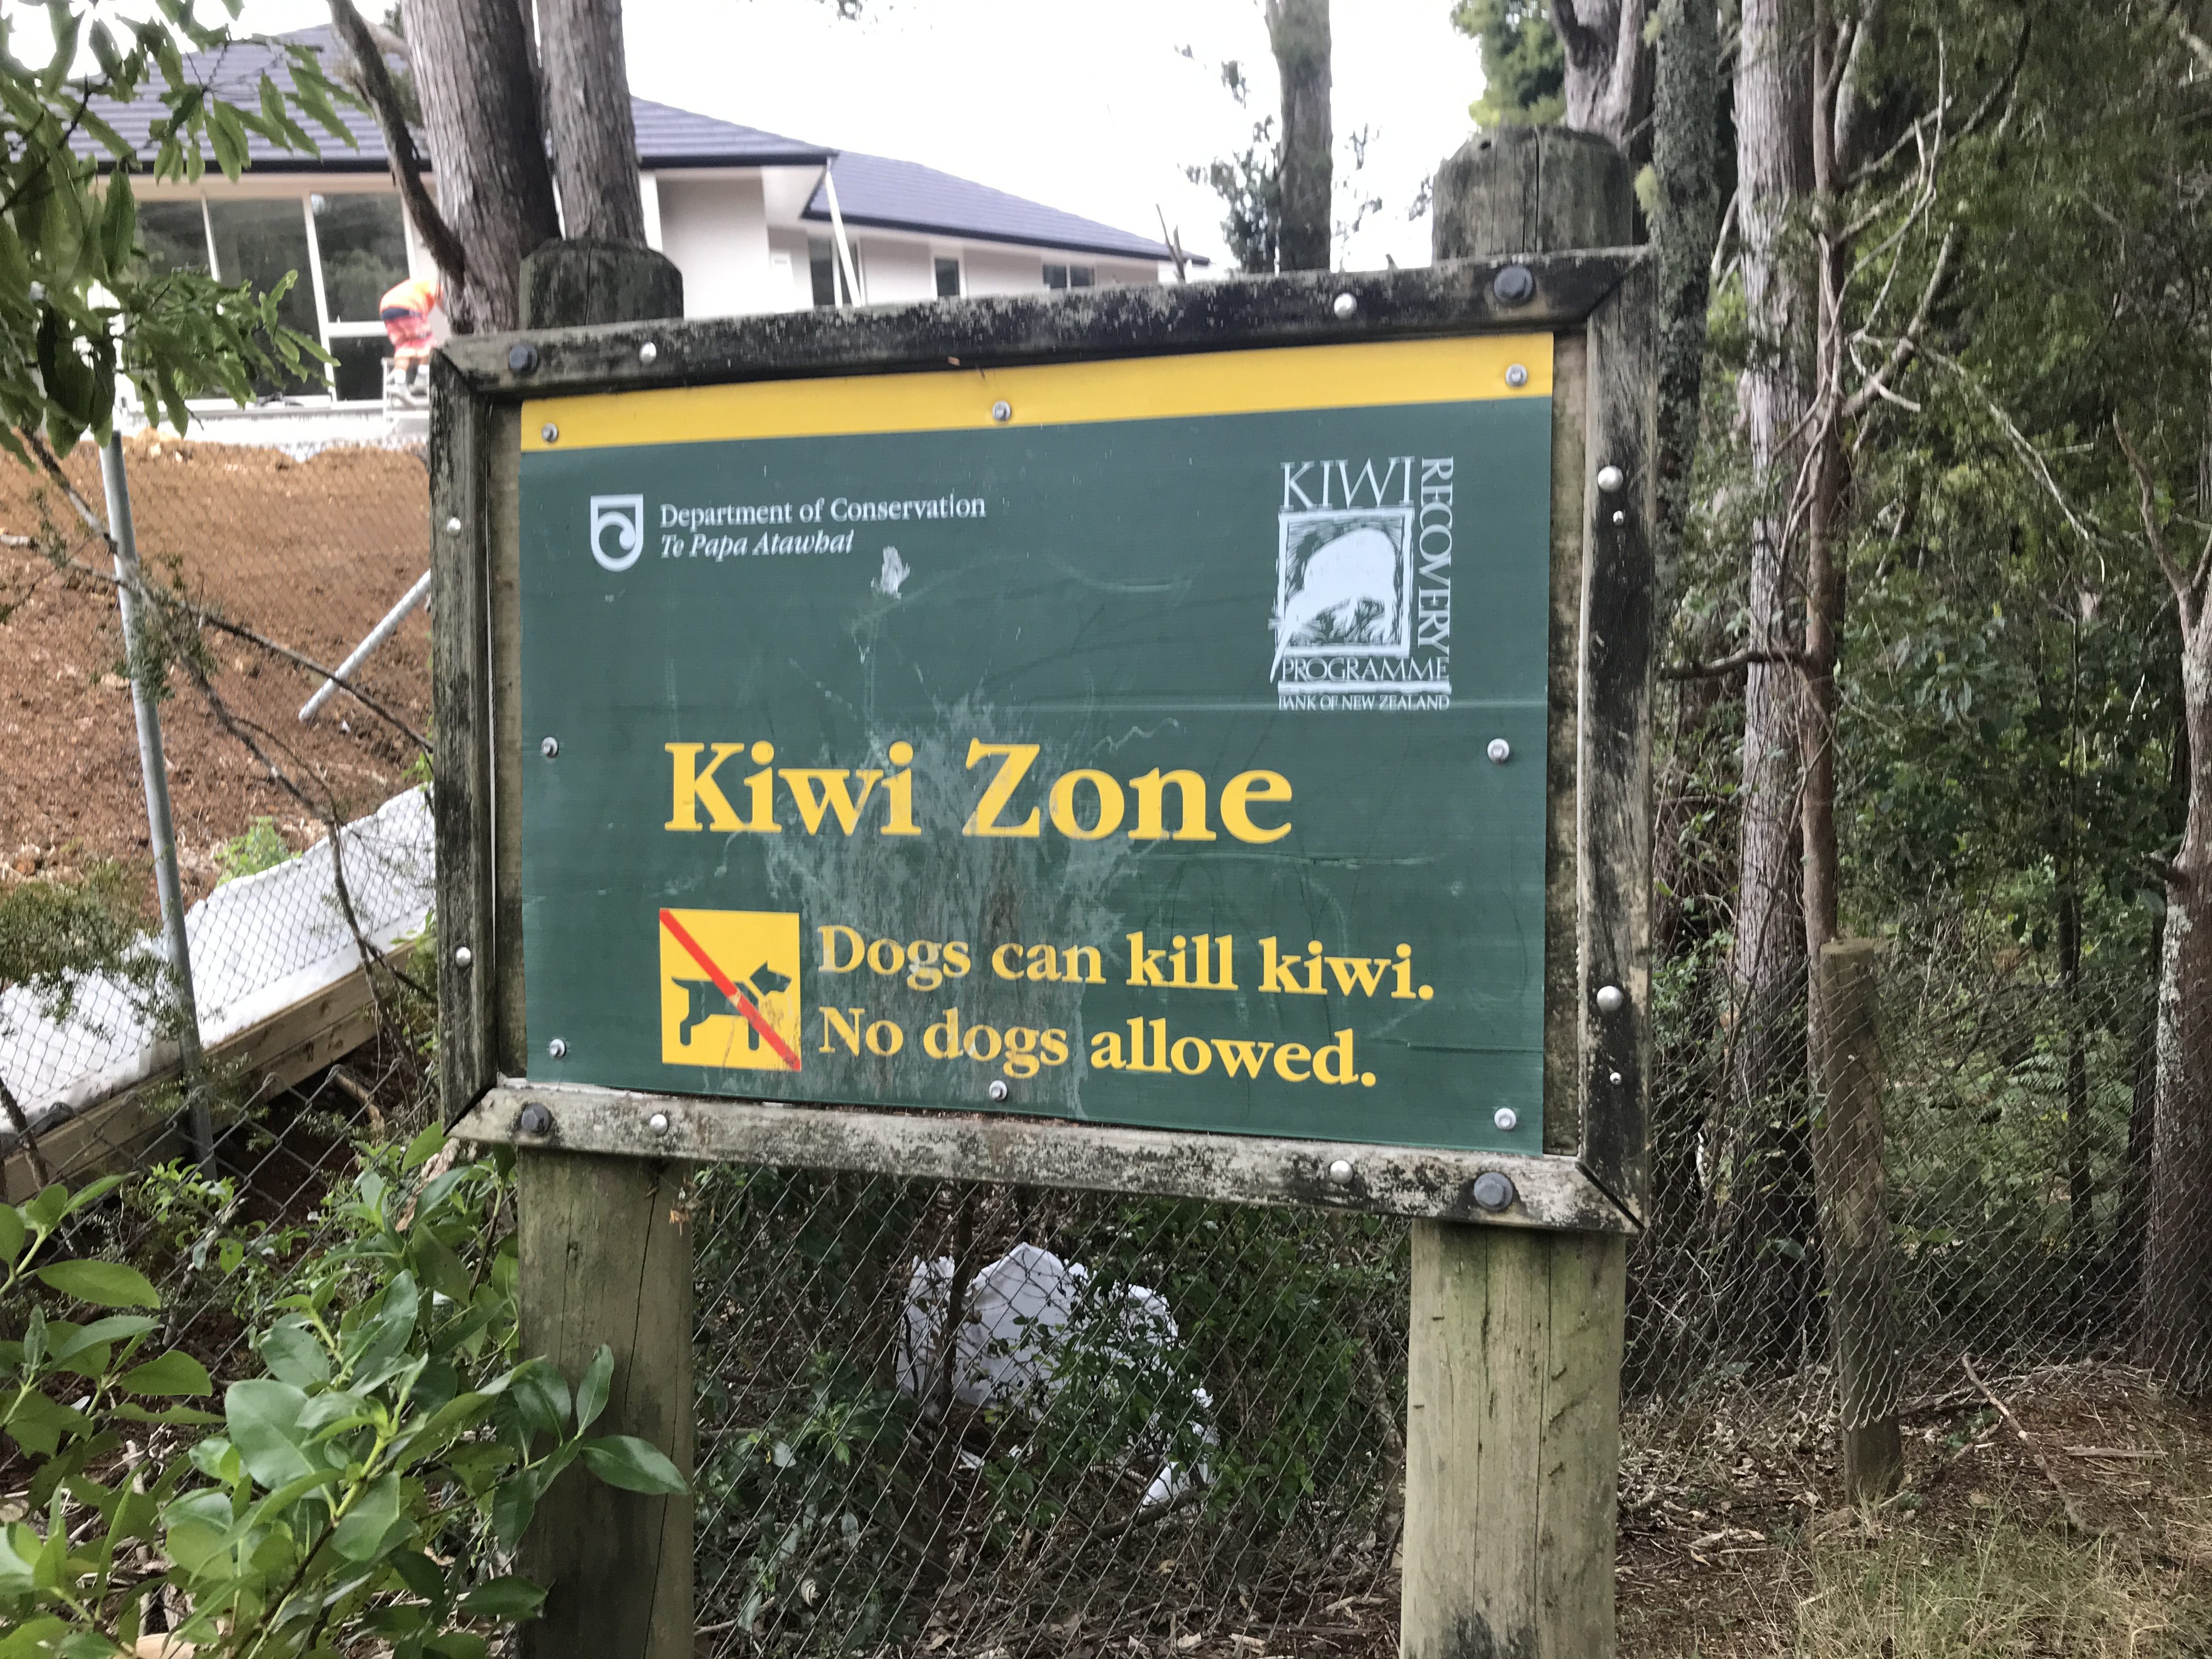 Department of Conservation
Te Papa Atawhai
KIWI
RECOVERY
PROGRAMME
BANK OF NEW ZEALAND
Kiwi Zone
Dogs can kill kiwi.
No dogs allowed.